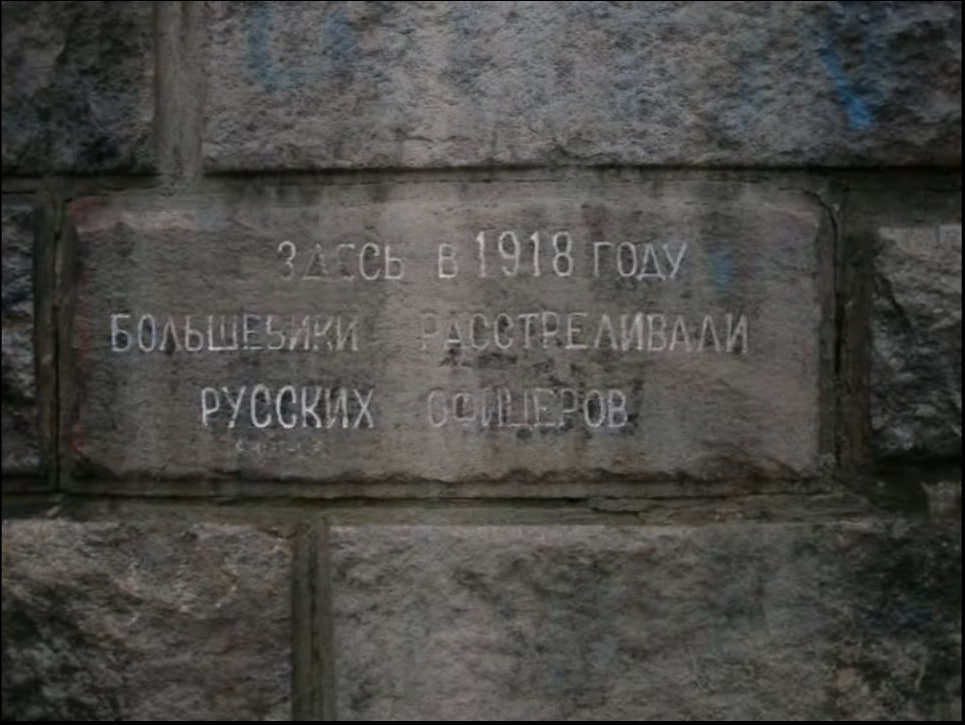 ЗДЕСЬ В 1918 ГОДУ
БОЛЬШЕВИКИ РАССТРЕЛИВАЛИ
РУССКИХ ОФИЦЕРОВ